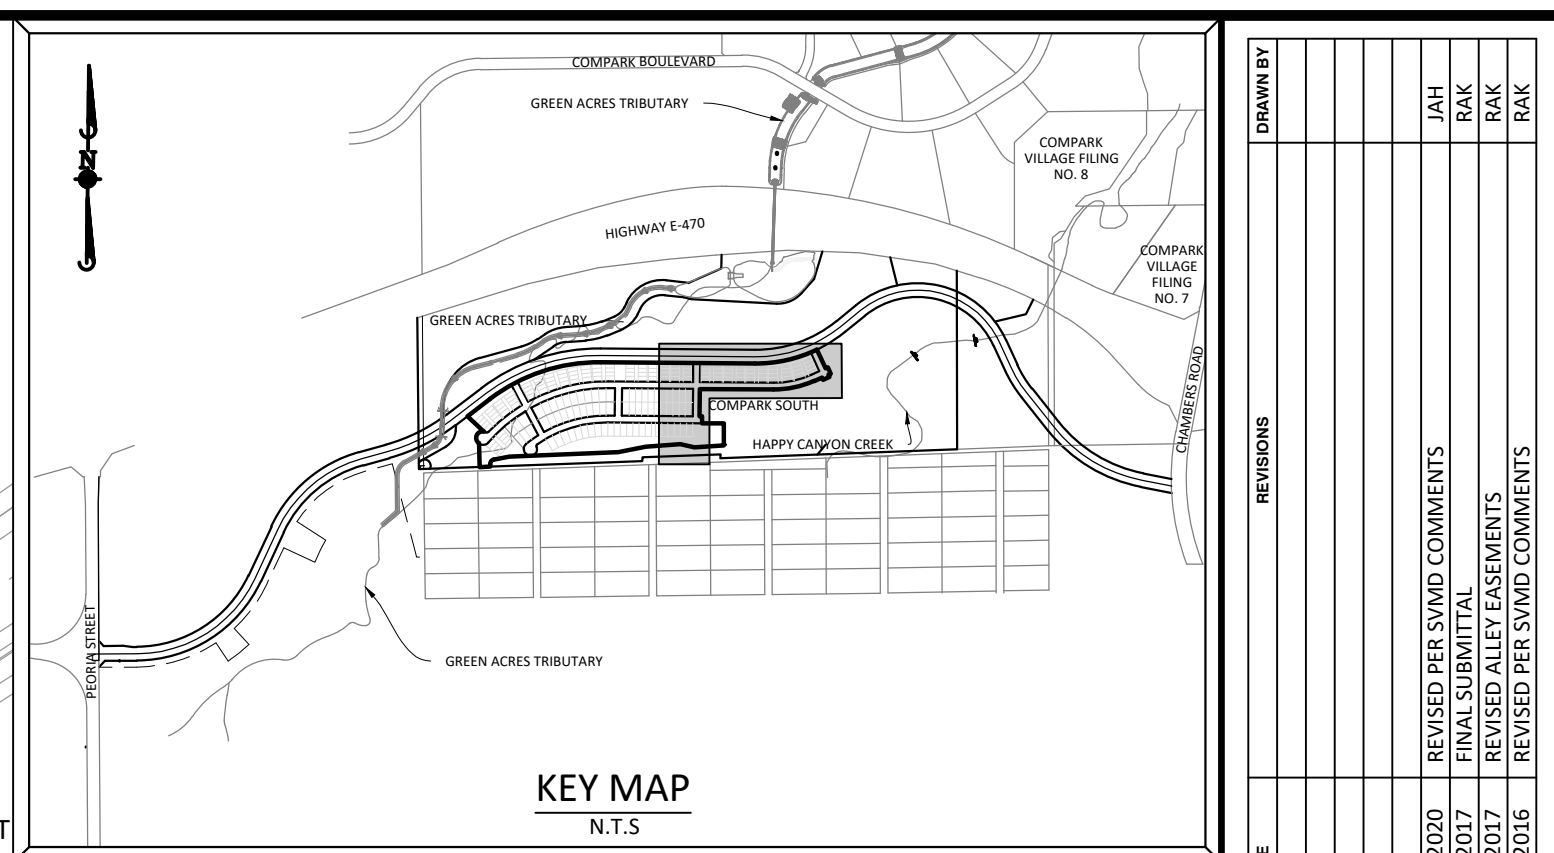 COMPARK BOULEVARD
GREEN ACRES TRIBUTARY
N
COMPARK
VILLAGE FILING
NO. 8
HIGHWAY E-470
COMPARK
VILLAGE
FILING
NO. 7
GREEN ACRES TRIBUTARY
COMPARK SOUTH
HAPPY CANYON CREEK
CHAMBERS ROAD
PEORIA STREET
GREEN ACRES TRIBUTARY
KEY MAP
N.T.S
T
REVISIONS
DRAWN BY
2020 REVISED PER SVMD COMMENTS JAH
2017 FINAL SUBMITTAL RAK
2017 REVISED ALLEY EASEMENTS RAK
2016 REVISED PER SVMD COMMENTS RAK